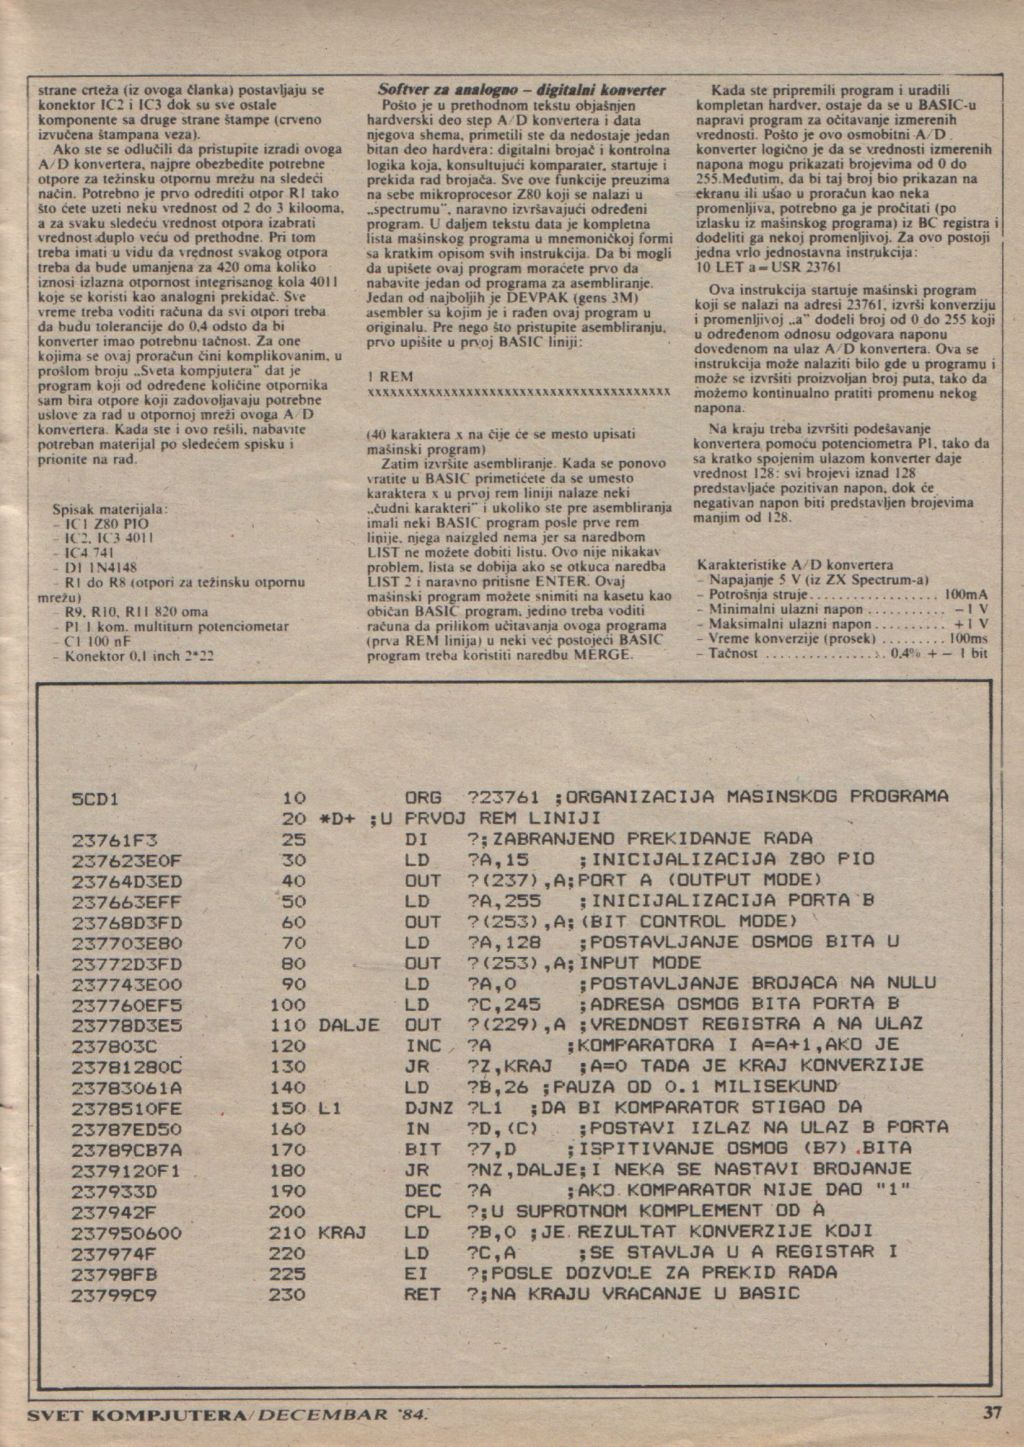 strane crteža (iz ovoga članka) postavljaju se
konektor IC2 i IC3 dok su sve ostale
komponente sa druge strane štampe (crveno
izvučena štampana veza).
Ako ste se odlučili da pristupite izradi ovoga
A/D konvertera, najpre obezbedite potrebne
otpore za težinsku otpornu mrežu na sledeći
način. Potrebno je prvo odrediti otpor R1 tako
što ćete uzeti neku vrednost od 2 do 3 kilooma,
a za svaku sledeću vrednost otpora izabrati
vrednost duplo veću od prethodne. Pri tom
treba imati u vidu da vrednost svakog otpora
treba da bude umanjena za 420 oma koliko
iznosi izlazna otpornost integrisanog kola 4011
koje se koristi kao analogni prekidač. Sve
vreme treba voditi računa da svi otpori treba
da budu tolerancije do 0,4 odsto da bi
konverter imao potrebnu tačnost. Za one
kojima se ovaj proračun čini komplikovanim, u
prošlom broju „Sveta kompjutera" dat je
program koji od određene količine otpornika
sam bira otpore koji zadovoljavaju potrebne
uslove za rad u otpornoj mreži ovoga A/D
konvertera. Kada ste i ovo rešili, nabavite
potreban materijal po sledećem spisku i
prionite na rad.
Spisak materijala:
- IC1 Z80 PIO
- IC2, IC3 4011
- IC4 741
- D1 1N4148
- R1 do R8 (otpori za težinsku otpornu
mrežu)
- R9, R10, R11 820 oma
- P1 1 kom. multiturn potenciometar
- C1 100 nF
- Konektor 0,1 inch 2*22
Softver za analogno – digitalni konverter
Pošto je u prethodnom tekstu objašnjen
hardverski deo step A/D konvertera i data
njegova shema, primetili ste da nedostaje jedan
bitan deo hardvera: digitalni brojač i kontrolna
logika koja, konsultujući komparater, startuje i
prekida rad brojača. Sve ove funkcije preuzima
na sebe mikroprocesor Z80 koji se nalazi u
„spectrumu", naravno izvršavajući određeni
program. U daljem tekstu data je kompletna
lista mašinskog programa u mnemoničkoj formi
sa kratkim opisom svih instrukcija. Da bi mogli
da upišete ovaj program moraćete prvo da
nabavite jedan od programa za asembliranje.
Jedan od najboljih je DEVPAK (gens 3M)
asembler sa kojim je i rađen ovaj program u
originalu. Pre nego što pristupite asembliranju,
prvo upišite u prvoj BASIC liniji:
1 REM
xxxxxxxxxxxxxxxxxxxxxxxxxxxxxxxxxxxxxxxx
(40 karaktera x na čije će se mesto upisati
mašinski program)
Zatim izvršite asembliranje. Kada se ponovo
vratite u BASIC primetićete da se umesto
karaktera x u prvoj rem liniji nalaze neki
„čudni karakteri" i ukoliko ste pre asembliranja
imali neki BASIC program posle prve rem
linije, njega naizgled nema jer sa naredbom
LIST ne možete dobiti listu. Ovo nije nikakav
problem, lista se dobija ako se otkuca naredba
LIST 2 i naravno pritisne ENTER. Ovaj
mašinski program možete snimiti na kasetu kao
običan BASIC program, jedino treba voditi
računa da prilikom učitavanja ovoga programa
(prva REM linija) u neki već postojeći BASIC
program treba koristiti naredbu MERGE.
Kada ste pripremili program i uradili
kompletan hardver, ostaje da se u BASIC-u
napravi program za očitavanje izmerenih
vrednosti. Pošto je ovo osmobitni A/D
konverter logično je da se vrednosti izmerenih
napona mogu prikazati brojevima od 0 do
255.Međutim, da bi taj broj bio prikazan na
ekranu ili ušao u proračun kao neka
promenljiva, potrebno ga je pročitati (po
izlasku iz mašinskog programa) iz BC registra i
dodeliti ga nekoj promenljivoj. Za ovo postoji
jedna vrlo jednostavna instrukcija:
10 LET a=USR 23761
Ova instrukcija startuje mašinski program
koji se nalazi na adresi 23761, izvrši konverziju
i promenljivoj „a" dodeli broj od 0 do 255 koji
u određenom odnosu odgovara naponu
dovedenom na ulaz A/D konvertera. Ova se
instrukcija može nalaziti bilo gde u programu i
može se izvršiti proizvoljan broj puta, tako da
možemo kontinualno pratiti promenu nekog
napona.
Na kraju treba izvršiti podešavanje
konvertera pomoću potenciometra P1, tako da
sa kratko spojenim ulazom konverter daje
vrednost 128: svi brojevi iznad 128
predstavljaće pozitivan napon, dok će
negativan napon biti predstavljen brojevima
manjim od 128.
Karakteristike A/D konvertera
- Napajanje 5 V (iz ZX Spectrum-a)
- Potrošnja struje.................. 100mA
- Minimalni ulazni napon ........... – 1 V
- Maksimalni ulazni napon.......... + 1 V
- Vreme konverzije (prosek) ......... 100ms
- Tačnost ................ 0,4% + – 1 bit
5CD1 10 ORG ?23761 ;ORGANIZACIJA MASINSKOG PROGRAMA
20 *D+ ;U PRVOJ REM LINIJI
23761F3 25 DI ?;ZABRANJENO PREKIDANJE RADA
237623E0F 30 LD ?A,15 ;INICIJALIZACIJA Z80 PIO
23764D3ED 40 OUT ?(237),A;PORT A (OUTPUT MODE)
237663EFF 50 LD ?A,255 ;INICIJALIZACIJA PORTA B
23768D3FD 60 OUT ?(253),A;(BIT CONTROL MODE)
237703E80 70 LD ?A,128 ;POSTAVLJANJE OSMOG BITA U
23772D3FD 80 OUT ?(253),A;INPUT MODE
237743E00 90 LD ?A,0 ;POSTAVLJANJE BROJACA NA NULU
237760EF5 100 LD ?C,245 ;ADRESA OSMOG BITA PORTA B
23778D3E5 110 DALJE OUT ?(229),A ;VREDNOST REGISTRA A NA ULAZ
237803C 120 INC ?A ;KOMPARATORA I A=A+1,AKO JE
23781280C 130 JR ?Z,KRAJ ;A=0 TADA JE KRAJ KONVERZIJE
23783061A 140 LD ?B,26 ;PAUZA OD 0.1 MILISEKUND
2378510FE 150 L1 DJNZ ?L1 ;DA BI KOMPARATOR STIGAO DA
23787ED50 160 IN ?D,(C) ;POSTAVI IZLAZ NA ULAZ B PORTA
23789CB7A 170 BIT ?7,D ;ISPITIVANJE OSMOG (B7) BITA
2379120F1 180 JR ?NZ,DALJE;I NEKA SE NASTAVI BROJANJE
237933D 190 DEC ?A ;AKO KOMPARATOR NIJE DAO "1"
237942F 200 CPL ?;U SUPROTNOM KOMPLEMENT OD A
237950600 210 KRAJ LD ?B,0 ;JE REZULTAT KONVERZIJE KOJI
237974F 220 LD ?C,A ;SE STAVLJA U A REGISTAR I
23798FB 225 EI ?;POSLE DOZVOLE ZA PREKID RADA
23799C9 230 RET ?;NA KRAJU VRACANJE U BASIC
SVET KOMPJUTERA/DECEMBAR '84.
37